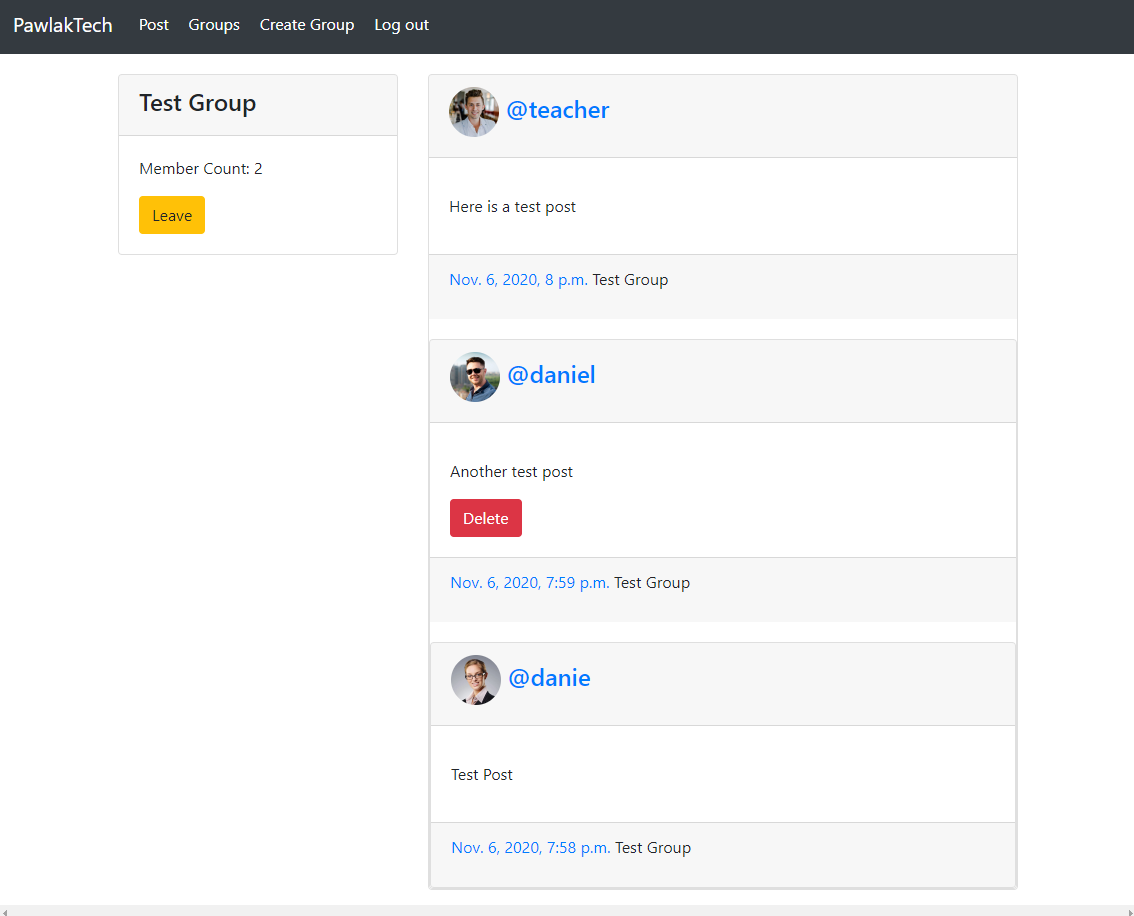 PawlakTech Post Groups Create Group Log out
Test Group
Member Count: 2
Leave
@teacher
Here is a test post
Nov. 6, 2020, 8 p.m. Test Group
@daniel
Another test post
Delete
Nov. 6, 2020, 7:59 p.m. Test Group
@danie
Test Post
Nov. 6, 2020, 7:58 p.m. Test Group